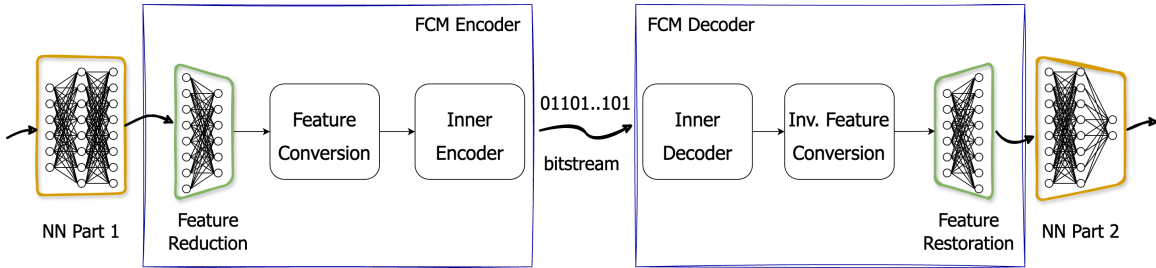 FCM Encoder
Feature
Conversion
Inner
Encoder
NN Part 1
Feature
Reduction
01101..101
bitstream
FCM Decoder
Inner
Decoder
Inv. Feature
Conversion
Feature
Restoration
NN Part 2